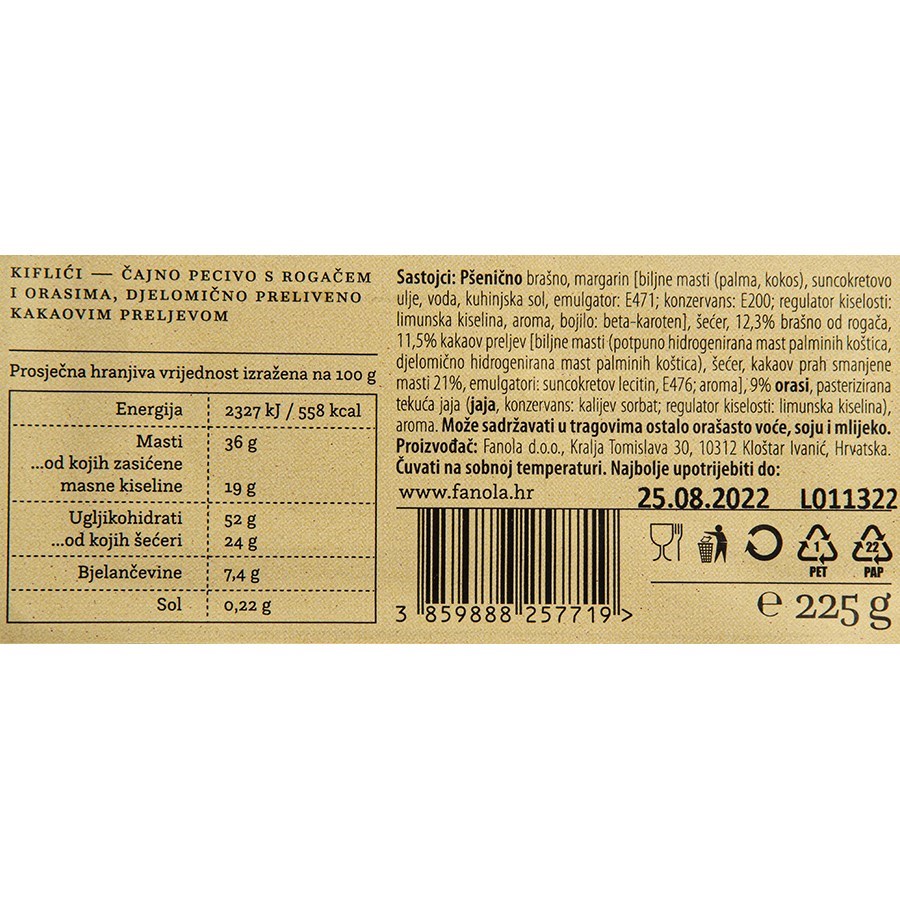 KIFLIĆI — ČAJNO PECIVO S ROGAČEM
I ORASIMA, DJELOMIČNO PRELIVENO
KAKAOVIM PRELJEVOM
Prosječna hranjiva vrijednost izražena na 100 g
Energija 2327 kJ / 558 kcal
Masti 36 g
...od kojih zasićene
masne kiseline 19 g
Ugljikohidrati 52 g
...od kojih šećeri 24 g
Bjelančevine 7,4 g
Sol 0,22 g
Sastojci: Pšenično brašno, margarin [biljne masti (palma, kokos), suncokretovo
ulje, voda, kuhinjska sol, emulgator: E471; konzervans: E200; regulator kiselosti:
limunska kiselina, aroma, bojilo: beta-karoten], šećer, 12,3% brašno od rogača,
11,5% kakaov preljev [biljne masti (potpuno hidrogenirana mast palminih koštica,
djelomično hidrogenirana mast palminih koštica), šećer, kakaov prah smanjene
masti 21%, emulgatori: suncokretov lecitin, E476; aroma], 9% orasi, pasterizirana
tekuća jaja (jaja, konzervans: kalijev sorbat; regulator kiselosti: limunska kiselina),
aroma. Može sadržavati u tragovima ostalo orašasto voće, soju i mlijeko.
Proizvođač: Fanola d.o.o., Kralja Tomislava 30, 10312 Kloštar Ivanić, Hrvatska.
Čuvati na sobnoj temperaturi. Najbolje upotrijebiti do:
www.fanola.hr 25.08.2022 L011322
1 22
PET PAP
3 859888 257719 >
e 225 g